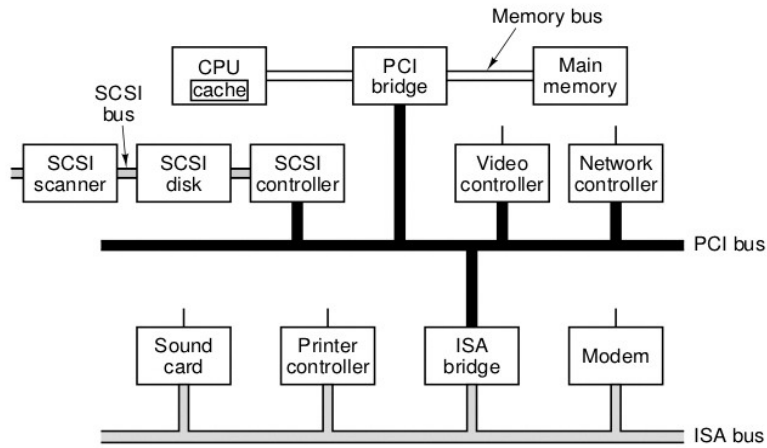 Memory bus
CPU
cache
PCI
bridge
Main
memory
SCSI
bus
SCSI
scanner
SCSI
disk
SCSI
controller
Video
controller
Network
controller
PCI bus
Sound
card
Printer
controller
ISA
bridge
Modem
ISA bus